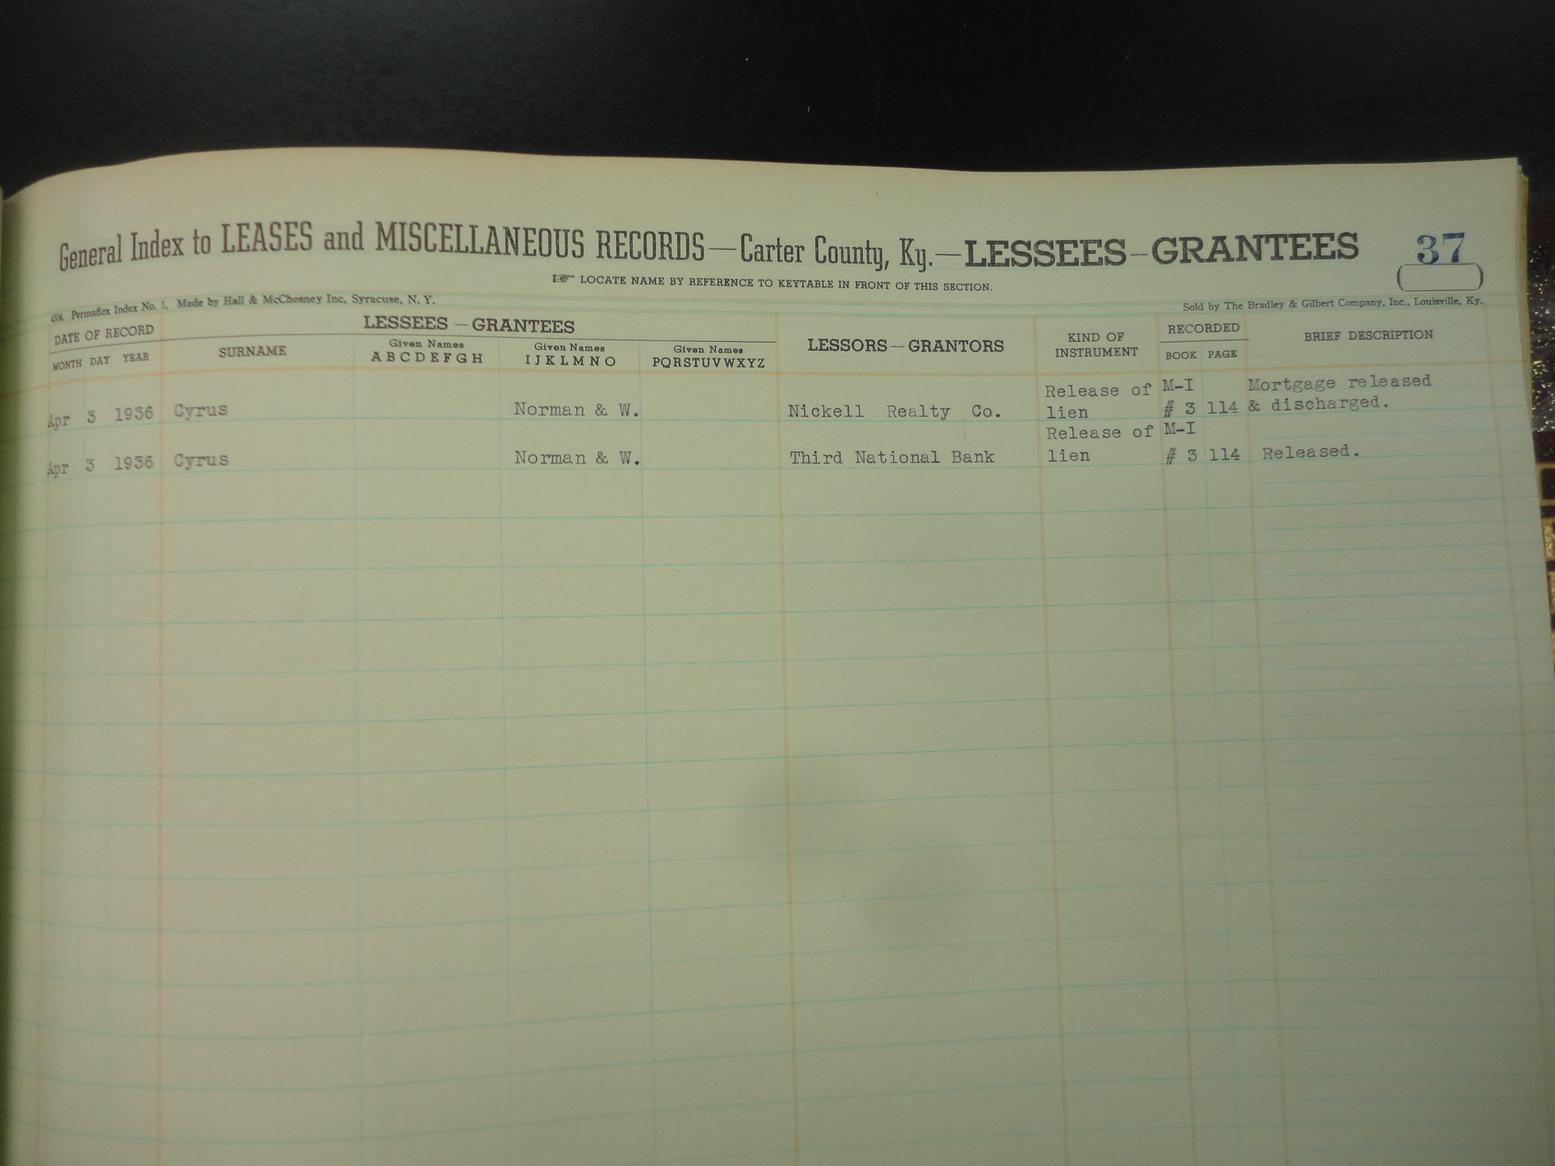 General Index to LEASES and MISCELLANEOUS RECORDS—Carter County, Ky.—LESSEES—GRANTEES 37
☞ LOCATE NAME BY REFERENCE TO KEYTABLE IN FRONT OF THIS SECTION.
Permaflex Index No. 1. Made by Hall & McChesney Inc. Syracuse, N. Y. Sold by The Bradley & Gilbert Company, Inc., Louisville, Ky.
DATE OF RECORD LESSEES—GRANTEES LESSORS—GRANTORS KIND OF INSTRUMENT RECORDED BRIEF DESCRIPTION
MONTH DAY YEAR SURNAME Given Names A B C D E F G H Given Names I J K L M N O Given Names PQRSTUVWXYZ BOOK PAGE
Release of M-I Mortgage released
Apr 3 1936 Cyrus Norman & W. Nickell Realty Co. lien # 3 114 & discharged.
Release of M-I
Apr 3 1936 Cyrus Norman & W. Third National Bank lien # 3 114 Released.